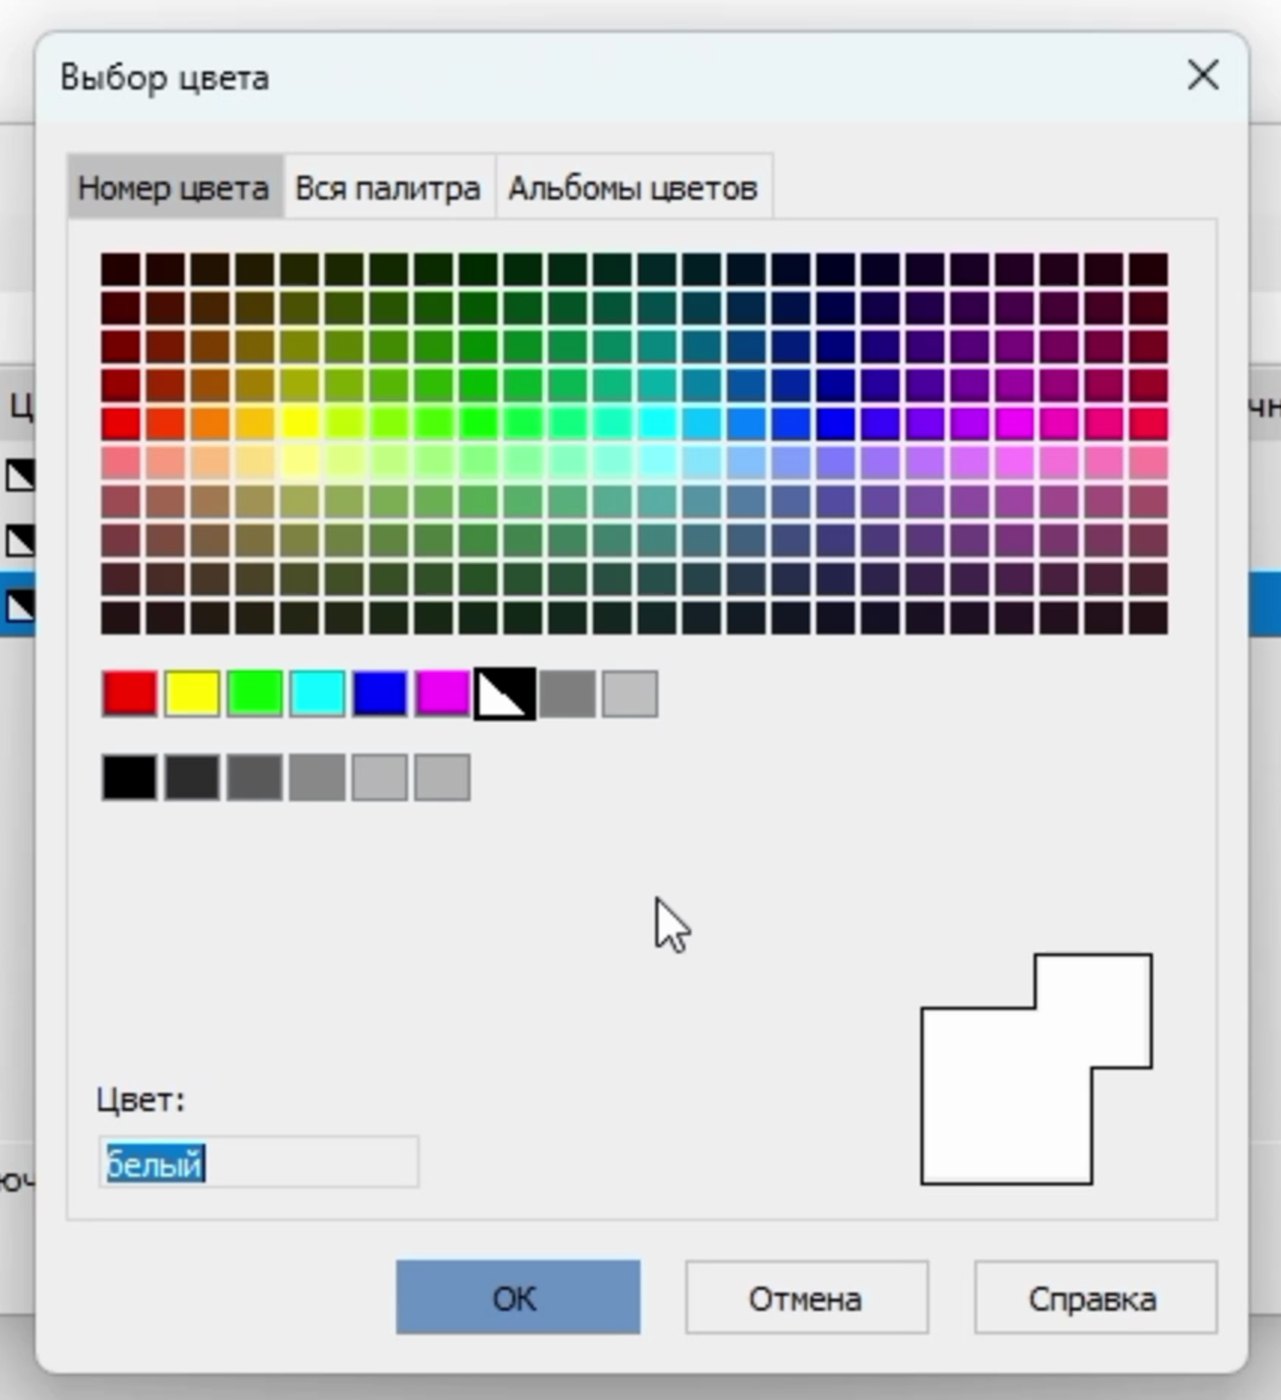 Выбор цвета
Номер цвета Вся палитра Альбомы цветов
Цвет:
белый
ОК Отмена Справка